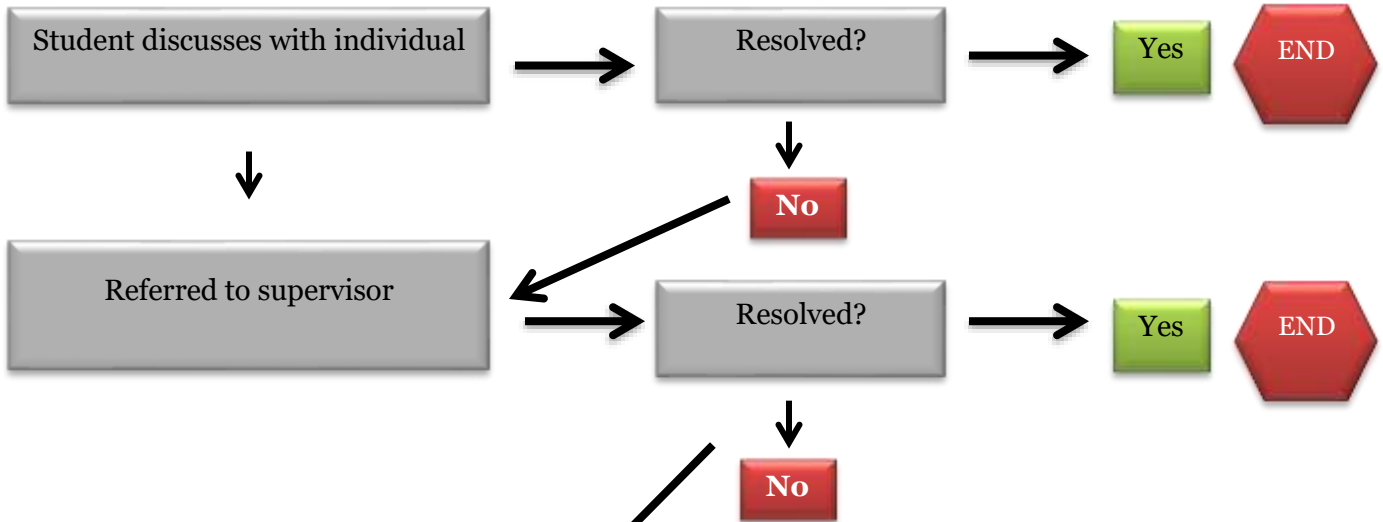 Student discusses with individual
Resolved?
Yes
END
No
Referred to supervisor
Resolved?
Yes
END
No